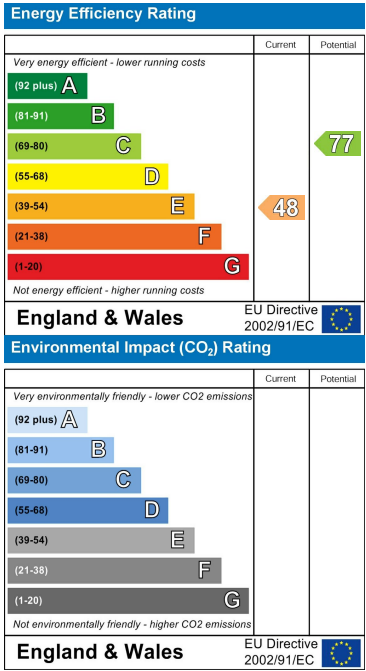 Energy Efficiency Rating
Current Potential
Very energy efficient - lower running costs
(92 plus) A
(81-91) B
(69-80) C
77
(55-68) D
(39-54) E
48
(21-38) F
(1-20) G
Not energy efficient - higher running costs
England & Wales
EU Directive
2002/91/EC
Environmental Impact (CO₂) Rating
Current Potential
Very environmentally friendly - lower CO2 emissions
(92 plus) A
(81-91) B
(69-80) C
(55-68) D
(39-54) E
(21-38) F
(1-20) G
Not environmentally friendly - higher CO2 emissions
England & Wales
EU Directive
2002/91/EC